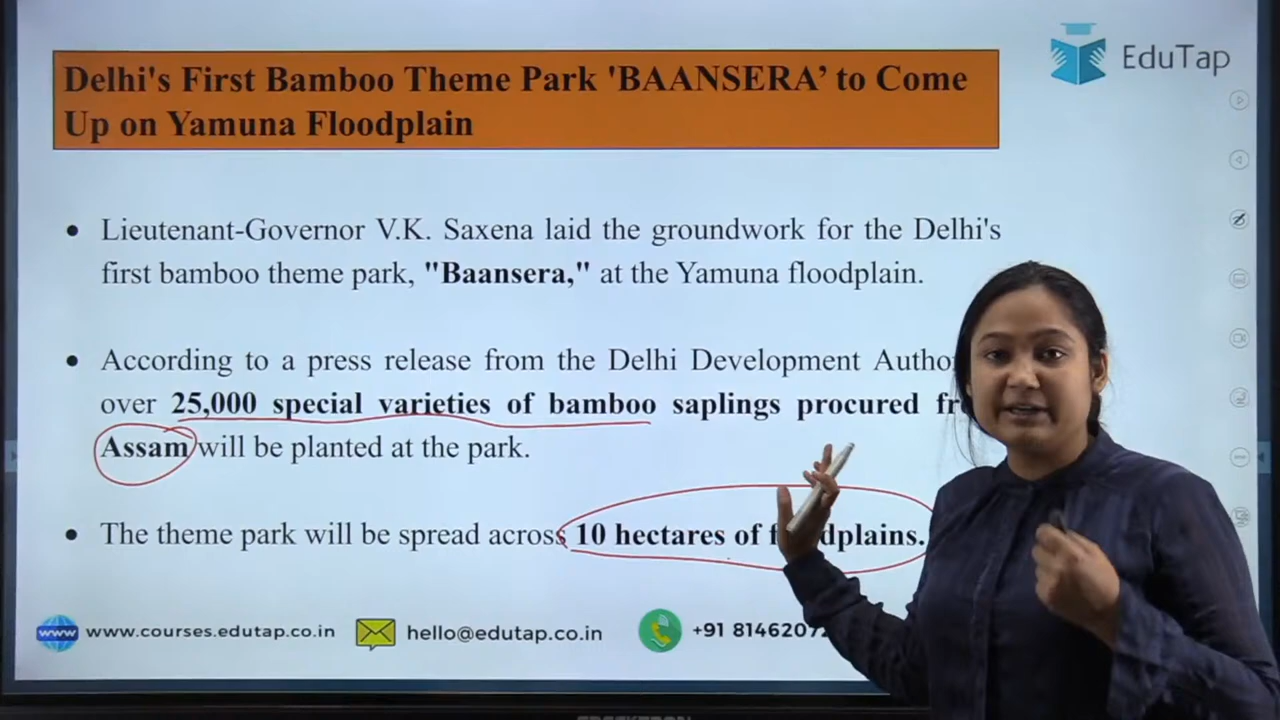 Delhi's First Bamboo Theme Park 'BAANSERA’ to Come
Up on Yamuna Floodplain
EduTap
• Lieutenant-Governor V.K. Saxena laid the groundwork for the Delhi's
first bamboo theme park, "Baansera," at the Yamuna floodplain.
• According to a press release from the Delhi Development
over 25,000 special varieties of bamboo saplings procured
Assam will be planted at the park.
• The theme park will be spread across 10 hectares of
www www.courses.edutap.co.in
hello@edutap.co.in
+91